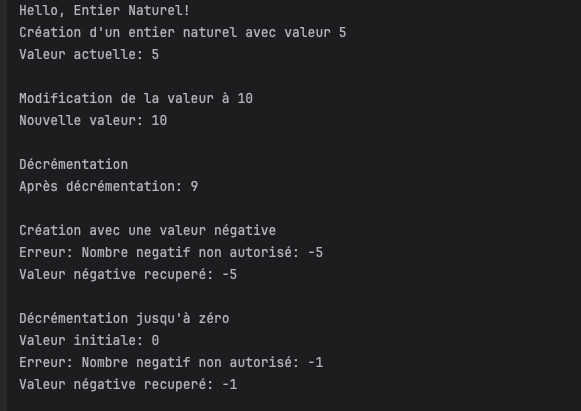 Hello, Entier Naturel!
Création d'un entier naturel avec valeur 5
Valeur actuelle: 5
Modification de la valeur à 10
Nouvelle valeur: 10
Décrémentation
Après décrémentation: 9
Création avec une valeur négative
Erreur: Nombre negatif non autorisé: -5
Valeur négative recuperé: -5
Décrémentation jusqu'à zéro
Valeur initiale: 0
Erreur: Nombre negatif non autorisé: -1
Valeur négative recuperé: -1